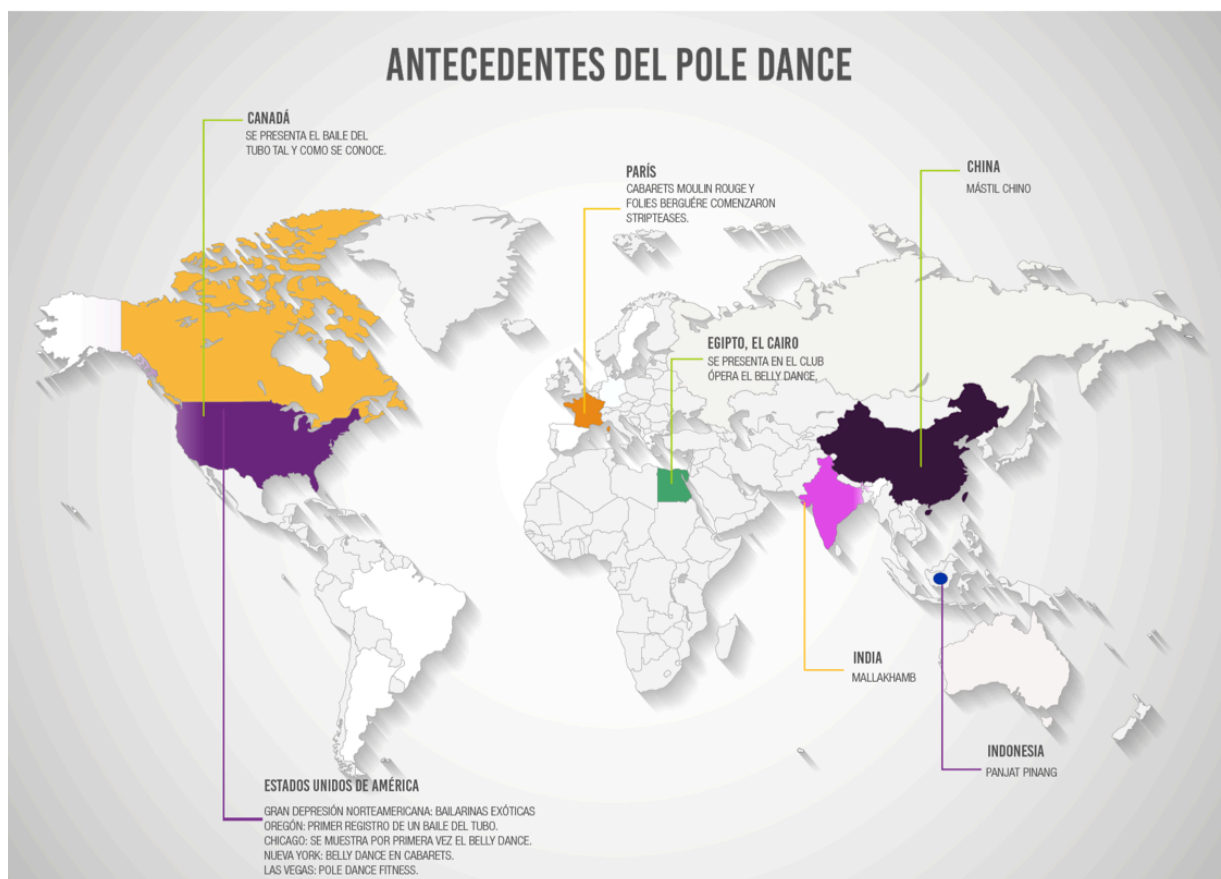 ANTECEDENTES DEL POLE DANCE
CANADÁ
SE PRESENTA EL BAILE DEL
TUBO TAL Y COMO SE CONOCE.
PARÍS
CABARETS MOULIN ROUGE Y
FOLIES BERGUÉRE COMENZARON
STRIPTEASES.
CHINA
MÁSTIL CHINO
EGIPTO, EL CAIRO
SE PRESENTA EN EL CLUB
ÓPERA EL BELLY DANCE.
INDIA
MALLAKHAMB
INDONESIA
PANJAT PINANG
ESTADOS UNIDOS DE AMÉRICA
GRAN DEPRESIÓN NORTEAMERICANA: BAILARINAS EXÓTICAS
OREGÓN: PRIMER REGISTRO DE UN BAILE DEL TUBO.
CHICAGO: SE MUESTRA POR PRIMERA VEZ EL BELLY DANCE.
NUEVA YORK: BELLY DANCE EN CABARETS.
LAS VEGAS: POLE DANCE FITNESS.